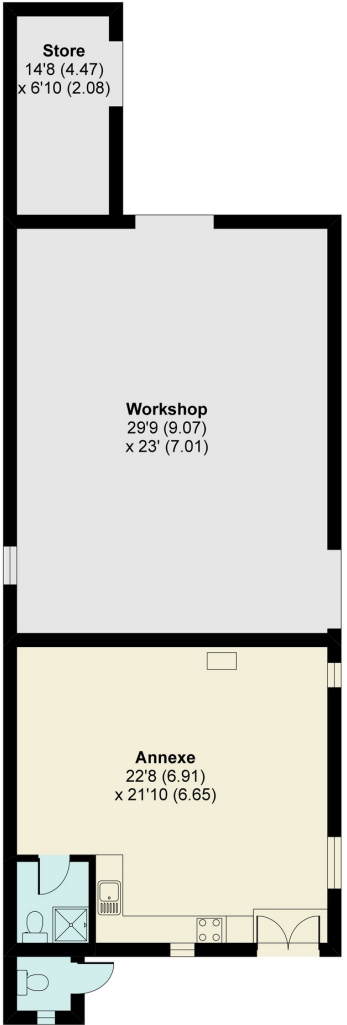 Store
14'8 (4.47)
x 6'10 (2.08)
Workshop
29'9 (9.07)
x 23' (7.01)
Annexe
22'8 (6.91)
x 21'10 (6.65)